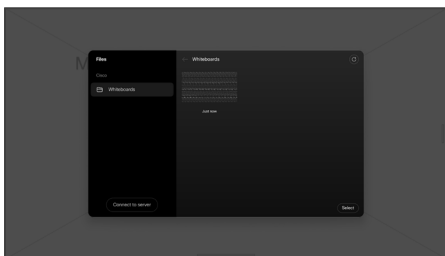 M
Files
Whiteboards
Cisco
Whiteboards
Just now
Connect to server
Select